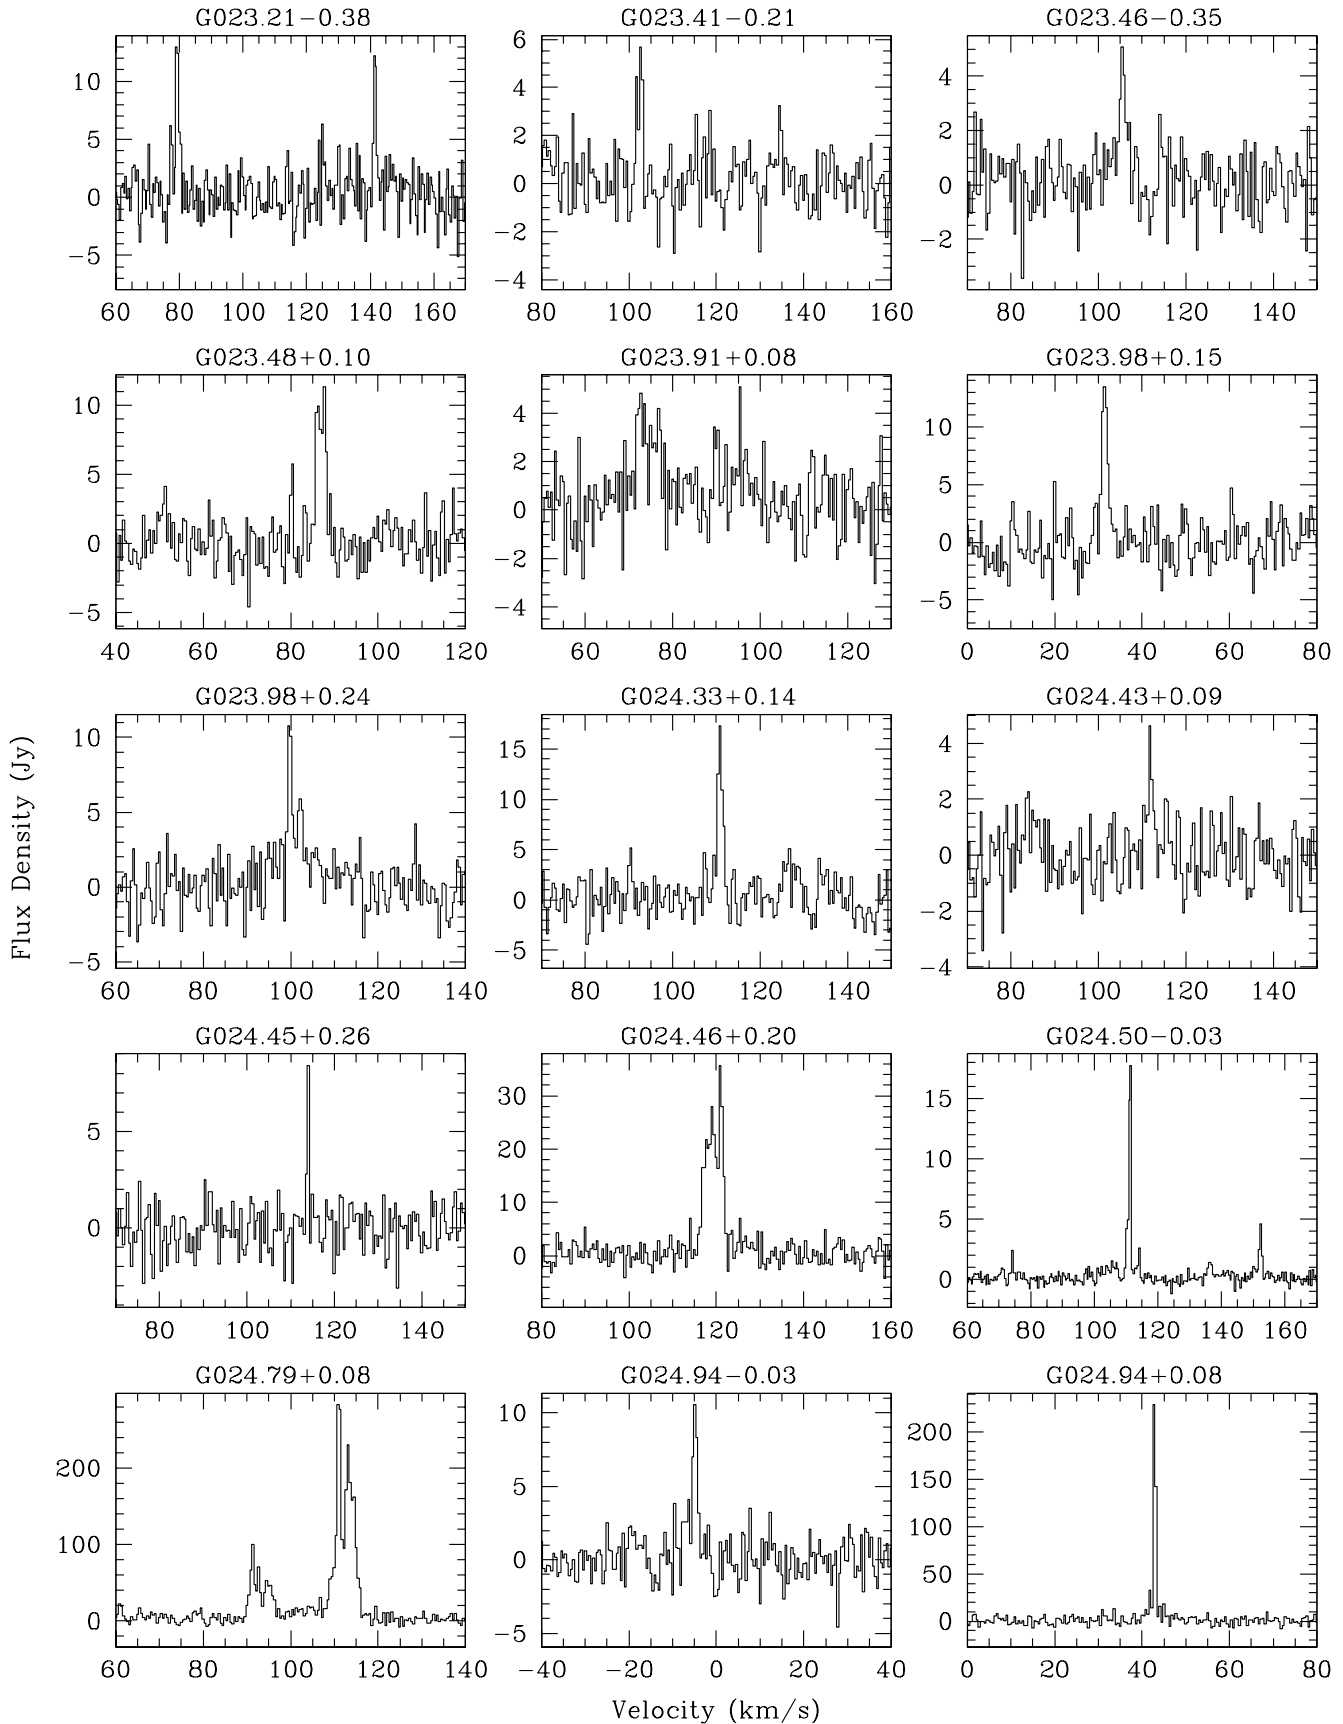 G023.21−0.38 G023.41−0.21 G023.46−0.35
10 5 0 −5
60 80 100 120 140 160
6 4 2 0 −2 −4
80 100 120 140 160
4 2 0 −2
80 100 120 140
G023.48+0.10 G023.91+0.08 G023.98+0.15
10 5 0 −5
40 60 80 100 120
4 2 0 −2 −4
60 80 100 120
10 5 0 −5
0 20 40 60 80
G023.98+0.24 G024.33+0.14 G024.43+0.09
10 5 0 −5
60 80 100 120 140
15 10 5 0 −5
80 100 120 140
4 2 0 −2 −4
80 100 120 140
Flux Density (Jy)
G024.45+0.26 G024.46+0.20 G024.50−0.03
5 0
80 100 120 140
30 20 10 0
80 100 120 140 160
15 10 5 0
60 80 100 120 140 160
G024.79+0.08 G024.94−0.03 G024.94+0.08
200 100 0
60 80 100 120 140
10 5 0 −5
−40 −20 0 20 40
200 150 100 50 0
0 20 40 60 80
Velocity (km/s)